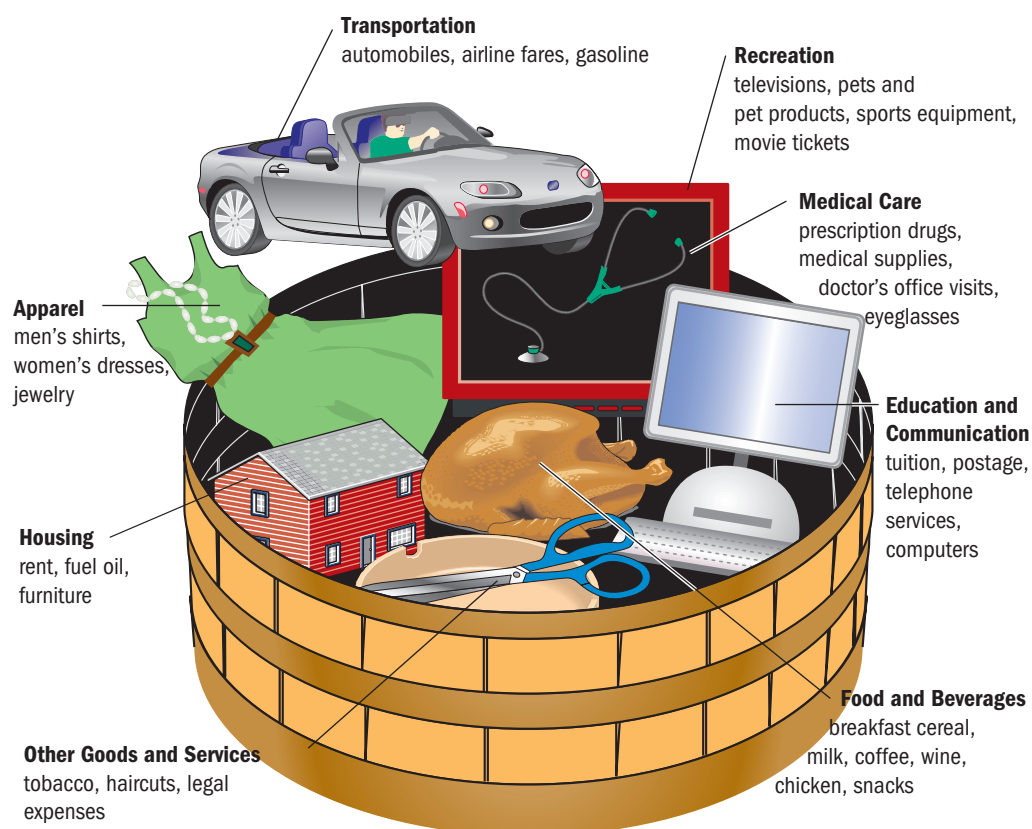 Transportation
automobiles, airline fares, gasoline
Recreation
televisions, pets and
pet products, sports equipment,
movie tickets
Medical Care
prescription drugs,
medical supplies,
doctor’s office visits,
eyeglasses
Apparel
men’s shirts,
women’s dresses,
jewelry
Education and
Communication
tuition, postage,
telephone
services,
computers
Housing
rent, fuel oil,
furniture
Food and Beverages
breakfast cereal,
milk, coffee, wine,
chicken, snacks
Other Goods and Services
tobacco, haircuts, legal
expenses